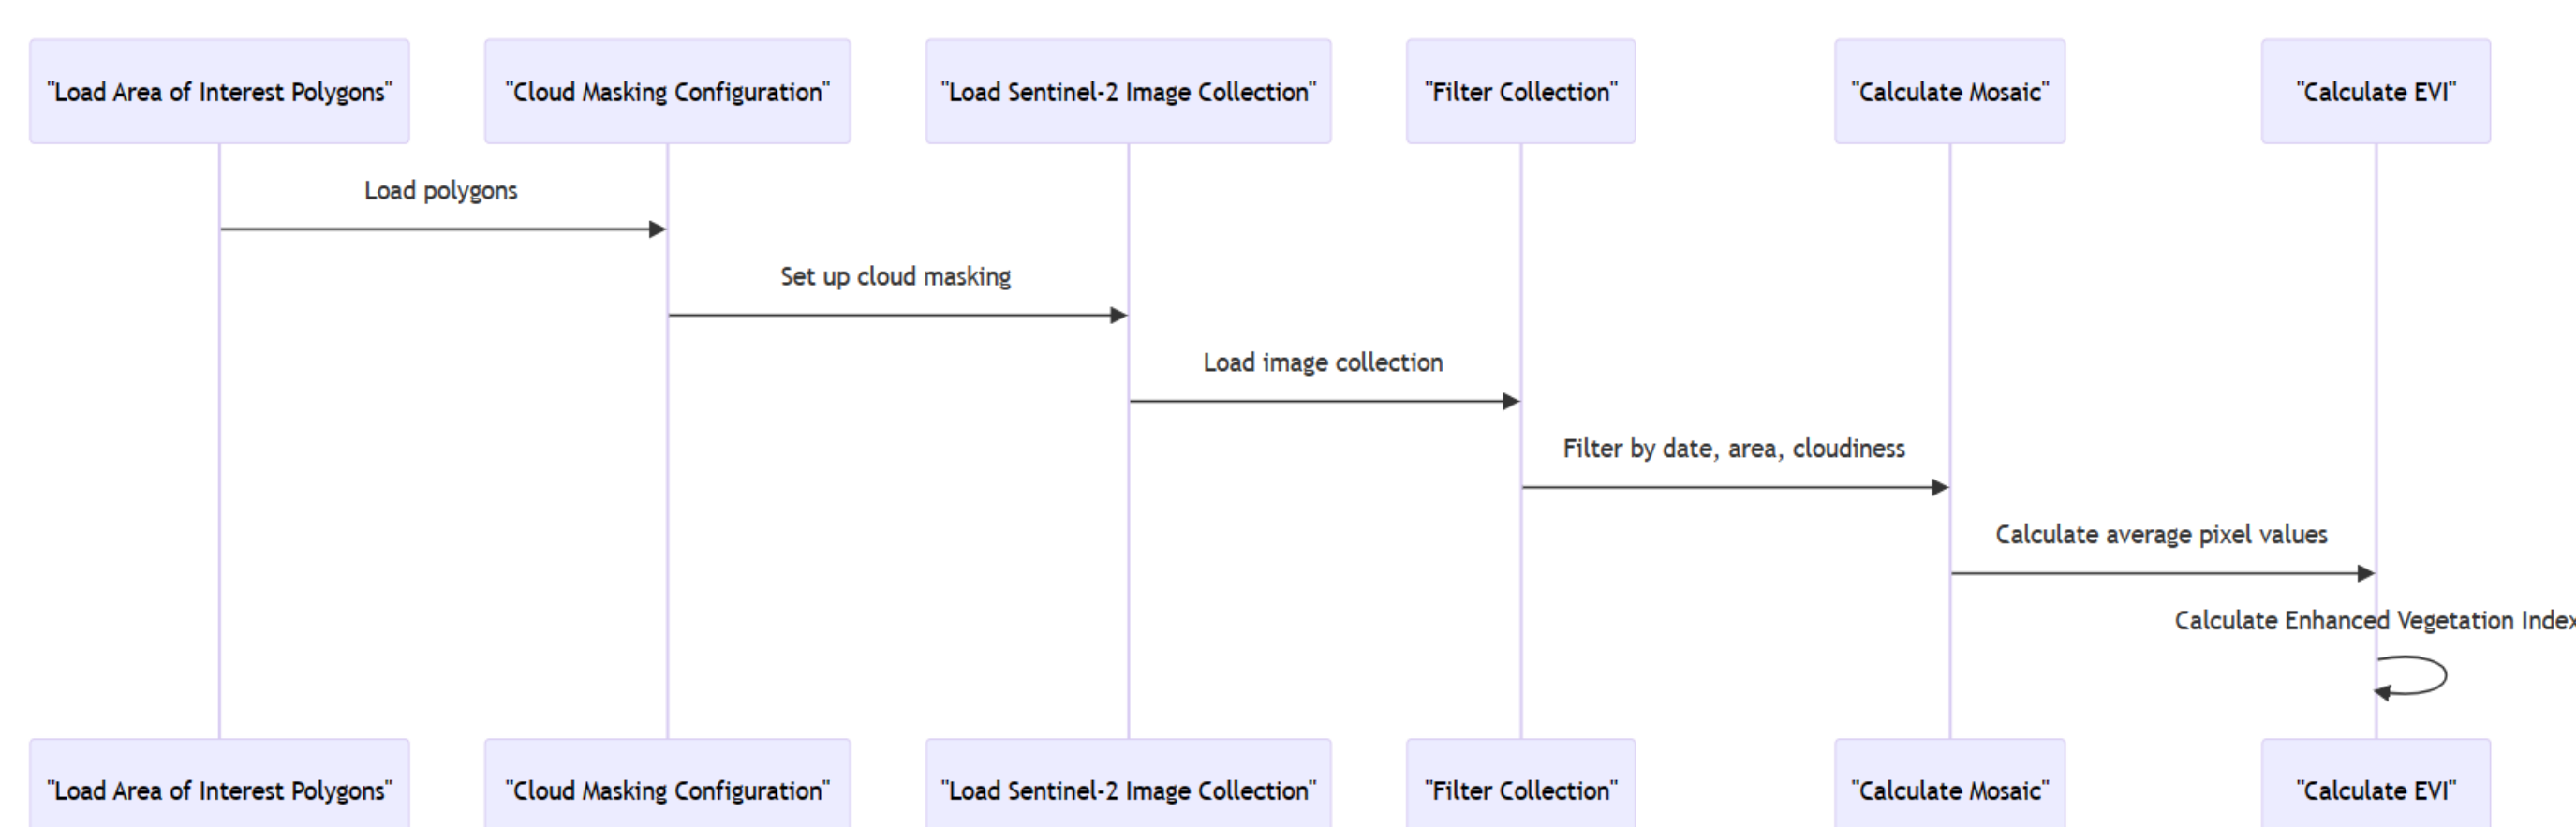 "Load Area of Interest Polygons"
"Cloud Masking Configuration"
"Load Sentinel-2 Image Collection"
"Filter Collection"
"Calculate Mosaic"
"Calculate EVI"
Load polygons
Set up cloud masking
Load image collection
Filter by date, area, cloudiness
Calculate average pixel values
Calculate Enhanced Vegetation Index
"Load Area of Interest Polygons"
"Cloud Masking Configuration"
"Load Sentinel-2 Image Collection"
"Filter Collection"
"Calculate Mosaic"
"Calculate EVI"